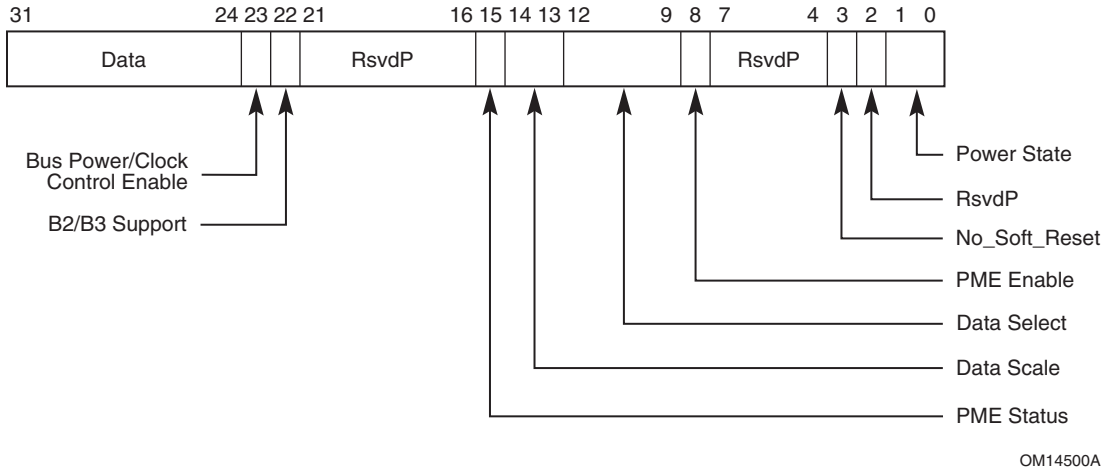 31 24 23 22 21 16 15 14 13 12 9 8 7 4 3 2 1 0
Data RsvdP RsvdP
Bus Power/Clock
Control Enable
B2/B3 Support
Power State
RsvdP
No_Soft_Reset
PME Enable
Data Select
Data Scale
PME Status
OM14500A